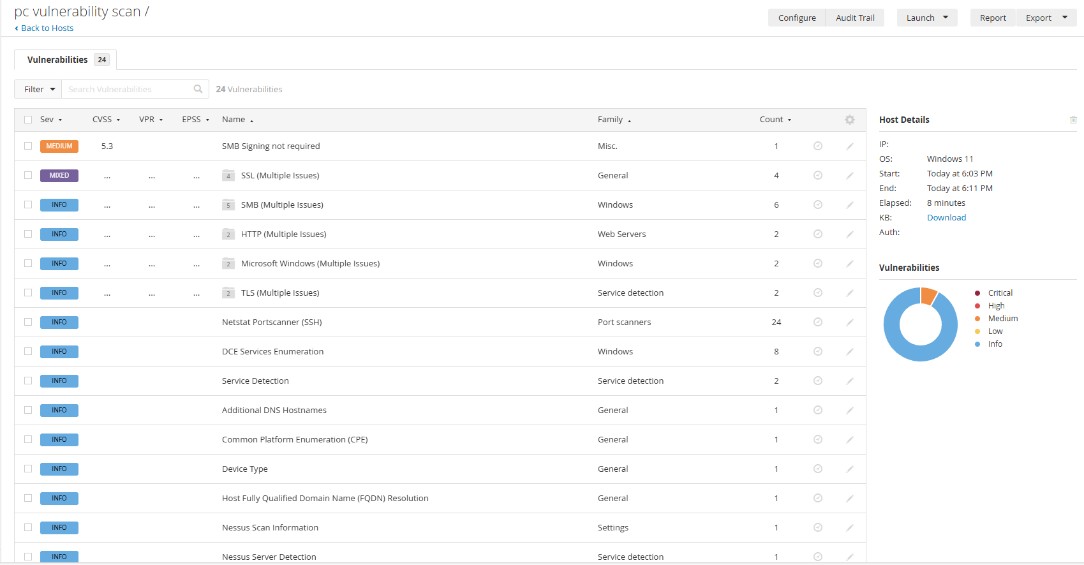 pc vulnerability scan /
Back to Hosts
Configure Audit Trail Launch Report Export
Vulnerabilities 24
Filter Search Vulnerabilities 24 Vulnerabilities
Sev CVSS VPR EPSS Name Family Count
MEDIUM 5.3 SMB Signing not required Misc. 1
MIXED ... ... ... 4 SSL (Multiple Issues) General 4
INFO ... ... ... 5 SMB (Multiple Issues) Windows 6
INFO ... ... ... 2 HTTP (Multiple Issues) Web Servers 2
INFO ... ... ... 2 Microsoft Windows (Multiple Issues) Windows 2
INFO ... ... ... 2 TLS (Multiple Issues) Service detection 2
INFO Netstat Portscanner (SSH) Port scanners 24
INFO DCE Services Enumeration Windows 8
INFO Service Detection Service detection 2
INFO Additional DNS Hostnames General 1
INFO Common Platform Enumeration (CPE) General 1
INFO Device Type General 1
INFO Host Fully Qualified Domain Name (FQDN) Resolution General 1
INFO Nessus Scan Information Settings 1
INFO Nessus Server Detection Service detection 1
Host Details
IP:
OS: Windows 11
Start: Today at 6:03 PM
End: Today at 6:11 PM
Elapsed: 8 minutes
KB: Download
Auth:
Vulnerabilities
Critical
High
Medium
Low
Info